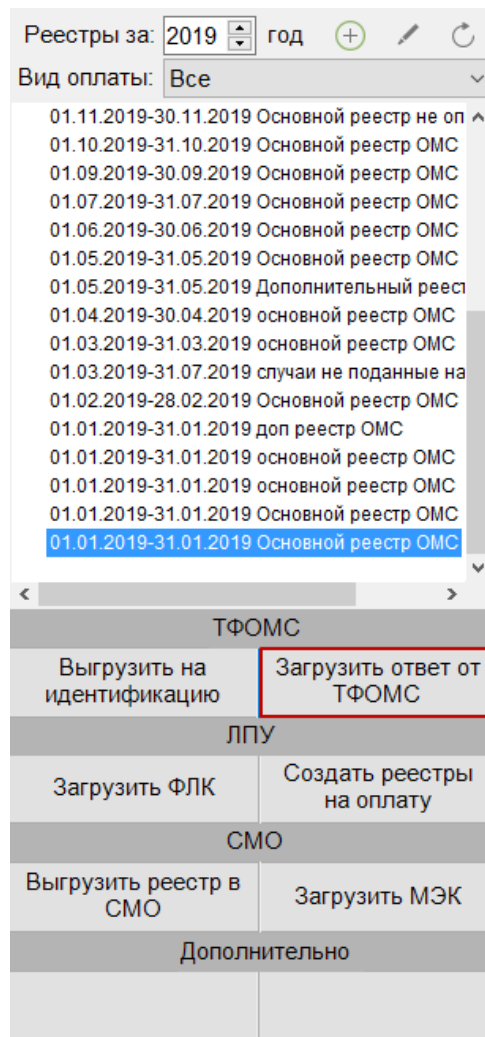 Реестры за: 2019 год
Вид оплаты: Все
01.11.2019-30.11.2019 Основной реестр не оп
01.10.2019-31.10.2019 Основной реестр ОМС
01.09.2019-30.09.2019 Основной реестр ОМС
01.07.2019-31.07.2019 Основной реестр ОМС
01.06.2019-30.06.2019 Основной реестр ОМС
01.05.2019-31.05.2019 Основной реестр ОМС
01.05.2019-31.05.2019 Дополнительный реест
01.04.2019-30.04.2019 основной реестр ОМС
01.03.2019-31.03.2019 основной реестр ОМС
01.03.2019-31.07.2019 случаи не поданные на
01.02.2019-28.02.2019 Основной реестр ОМС
01.01.2019-31.01.2019 доп реестр ОМС
01.01.2019-31.01.2019 основной реестр ОМС
01.01.2019-31.01.2019 основной реестр ОМС
01.01.2019-31.01.2019 Основной реестр ОМС
01.01.2019-31.01.2019 Основной реестр ОМС
ТФОМС
Выгрузить на
идентификацию
Загрузить ответ от
ТФОМС
ЛПУ
Загрузить ФЛК
Создать реестры
на оплату
СМО
Выгрузить реестр в
СМО
Загрузить МЭК
Дополнительно